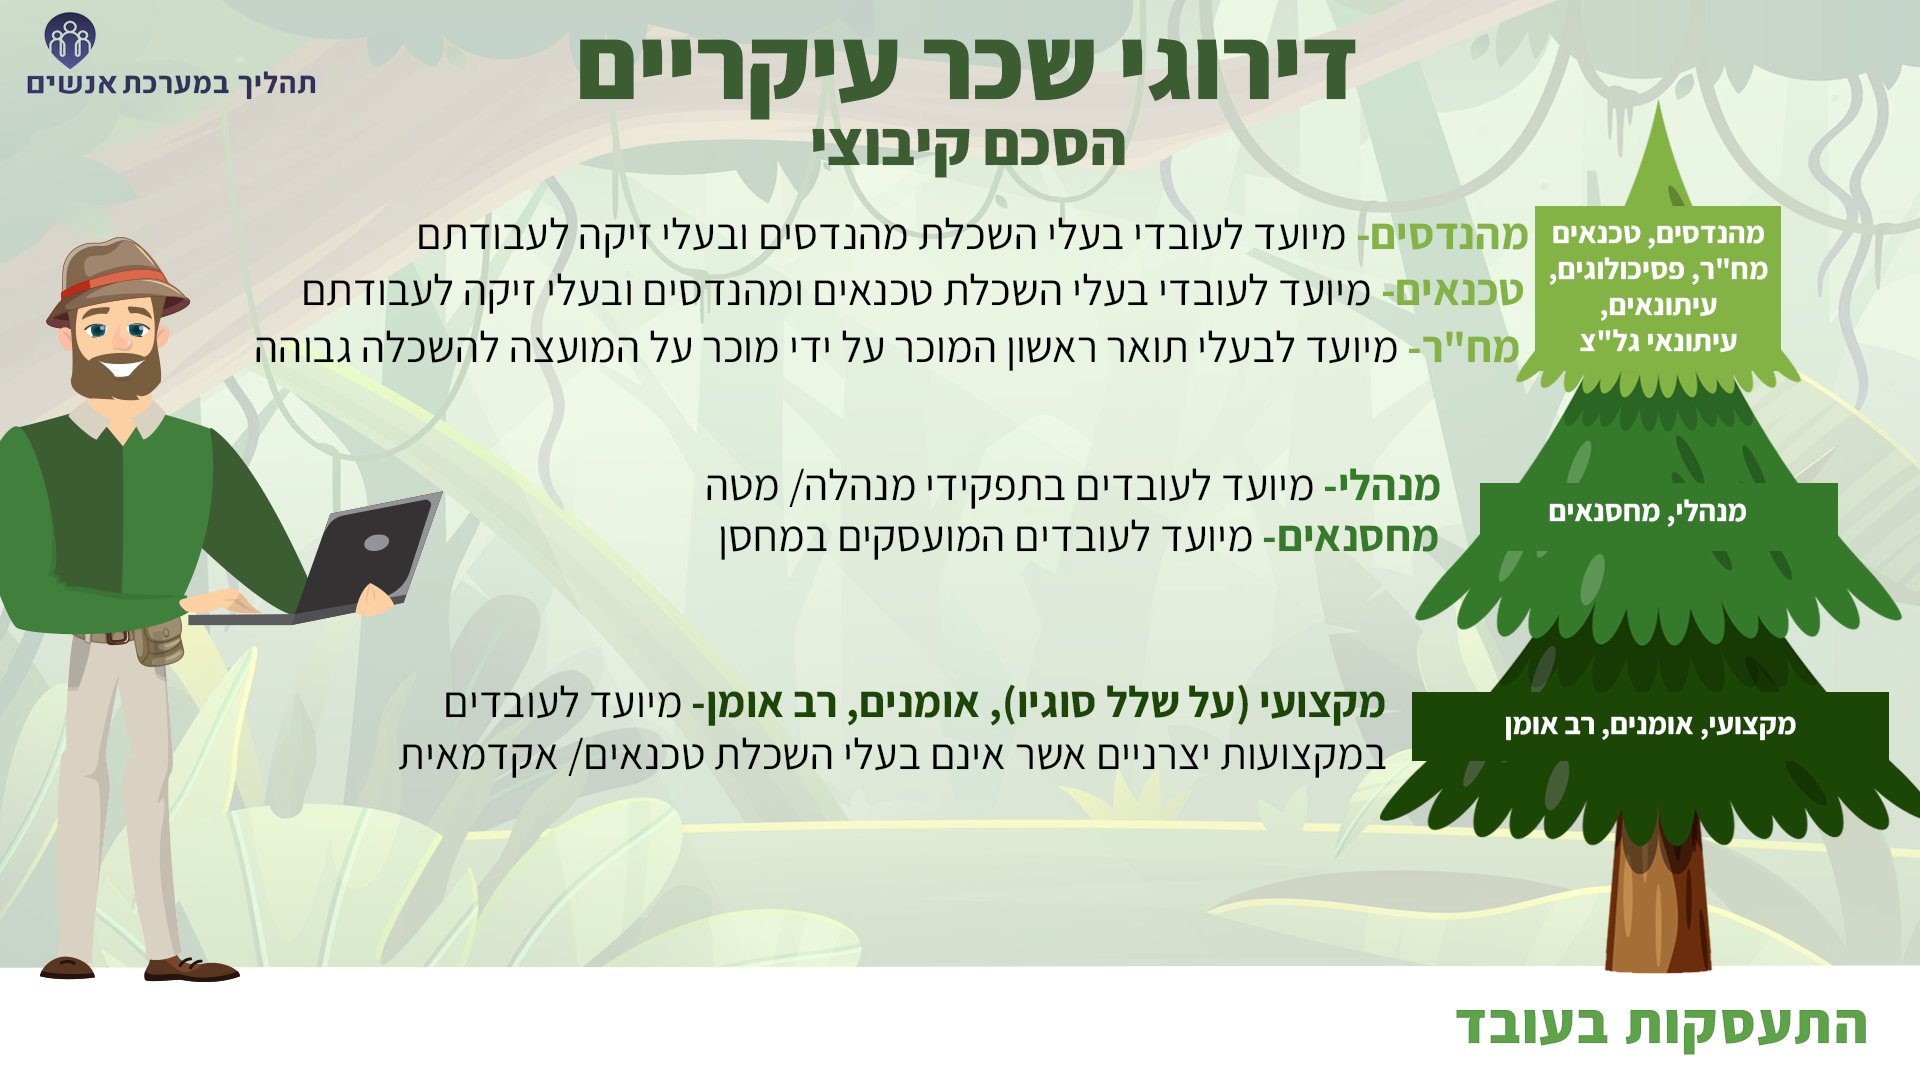 תהליך במערכת אנשים
דירוגי שכר עיקריים
הסכם קיבוצי
מהנדסים, טכנאים
מח"ר, פסיכולוגים,
עיתונאים,
עיתונאי גל"צ
מהנדסים- מיועד לעובדי בעלי השכלת מהנדסים ובעלי זיקה לעבודתם
טכנאים- מיועד לעובדי בעלי השכלת טכנאים ומהנדסים ובעלי זיקה לעבודתם
מח"ר- מיועד לבעלי תואר ראשון המוכר על ידי מוכר על המועצה להשכלה גבוהה
מנהלי, מחסנאים
מנהלי- מיועד לעובדים בתפקידי מנהלה/ מטה
מחסנאים- מיועד לעובדים המועסקים במחסן
מקצועי, אומנים, רב אומן
מקצועי (על שלל סוגיו), אומנים, רב אומן- מיועד לעובדים
במקצועות יצרניים אשר אינם בעלי השכלת טכנאים/ אקדמאית
התעסקות בעובד